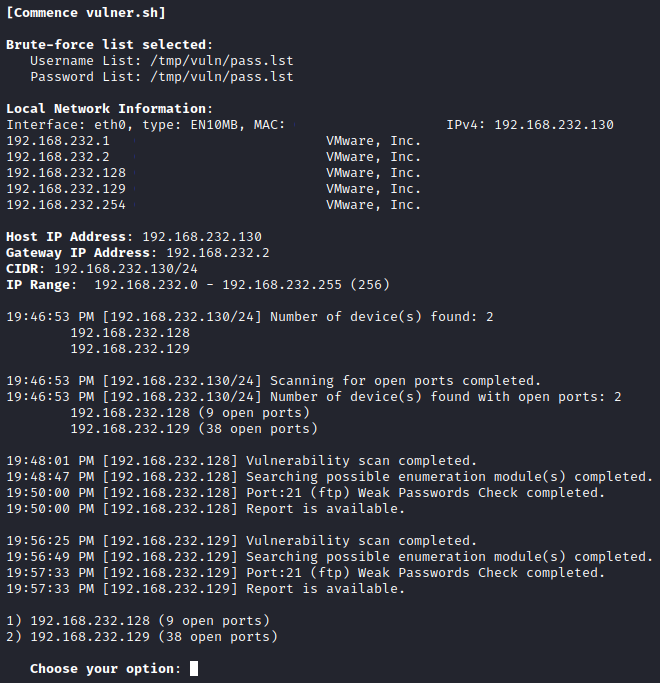 [Commence vulner.sh]
Brute-force list selected:
Username List: /tmp/vuln/pass.lst
Password List: /tmp/vuln/pass.lst
Local Network Information:
Interface: eth0, type: EN10MB, MAC: IPv4: 192.168.232.130
192.168.232.1 VMware, Inc.
192.168.232.2 VMware, Inc.
192.168.232.128 VMware, Inc.
192.168.232.129 VMware, Inc.
192.168.232.254 VMware, Inc.
Host IP Address: 192.168.232.130
Gateway IP Address: 192.168.232.2
CIDR: 192.168.232.130/24
IP Range: 192.168.232.0 - 192.168.232.255 (256)
19:46:53 PM [192.168.232.130/24] Number of device(s) found: 2
192.168.232.128
192.168.232.129
19:46:53 PM [192.168.232.130/24] Scanning for open ports completed.
19:46:53 PM [192.168.232.130/24] Number of device(s) found with open ports: 2
192.168.232.128 (9 open ports)
192.168.232.129 (38 open ports)
19:48:01 PM [192.168.232.128] Vulnerability scan completed.
19:48:47 PM [192.168.232.128] Searching possible enumeration module(s) completed.
19:50:00 PM [192.168.232.128] Port:21 (ftp) Weak Passwords Check completed.
19:50:00 PM [192.168.232.128] Report is available.
19:56:25 PM [192.168.232.129] Vulnerability scan completed.
19:56:49 PM [192.168.232.129] Searching possible enumeration module(s) completed.
19:57:33 PM [192.168.232.129] Port:21 (ftp) Weak Passwords Check completed.
19:57:33 PM [192.168.232.129] Report is available.
1) 192.168.232.128 (9 open ports)
2) 192.168.232.129 (38 open ports)
Choose your option: